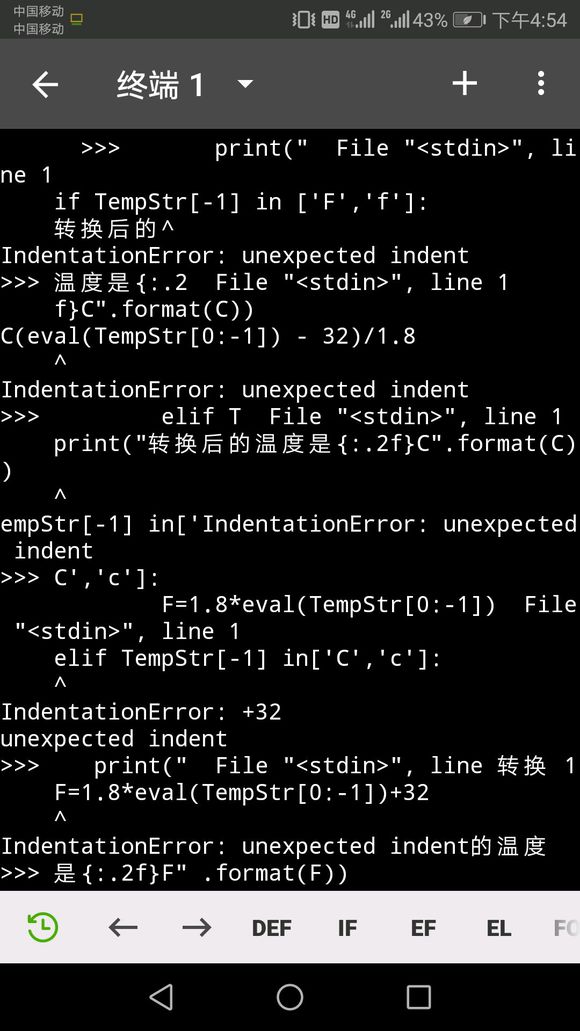 中国移动
中国移动
HD 4G 2G 43% 下午4:54
终端 1
>>>       print("  File "<stdin>", li
ne 1
    if TempStr[-1] in ['F','f']:
    转换后的^
IndentationError: unexpected indent
>>> 温度是{:.2  File "<stdin>", line 1
    f}C".format(C))
C(eval(TempStr[0:-1]) - 32)/1.8
    ^
IndentationError: unexpected indent
>>>         elif T  File "<stdin>", line 1
    print("转换后的温度是{:.2f}C".format(C)
)
    ^
empStr[-1] in['IndentationError: unexpected
 indent
>>> C','c']:
            F=1.8*eval(TempStr[0:-1])  File
 "<stdin>", line 1
    elif TempStr[-1] in['C','c']:
    ^
IndentationError: +32
unexpected indent
>>>    print("  File "<stdin>", line 转换 1
    F=1.8*eval(TempStr[0:-1])+32
    ^
IndentationError: unexpected indent的温度
>>> 是{:.2f}F" .format(F))
DEF IF EF EL FO